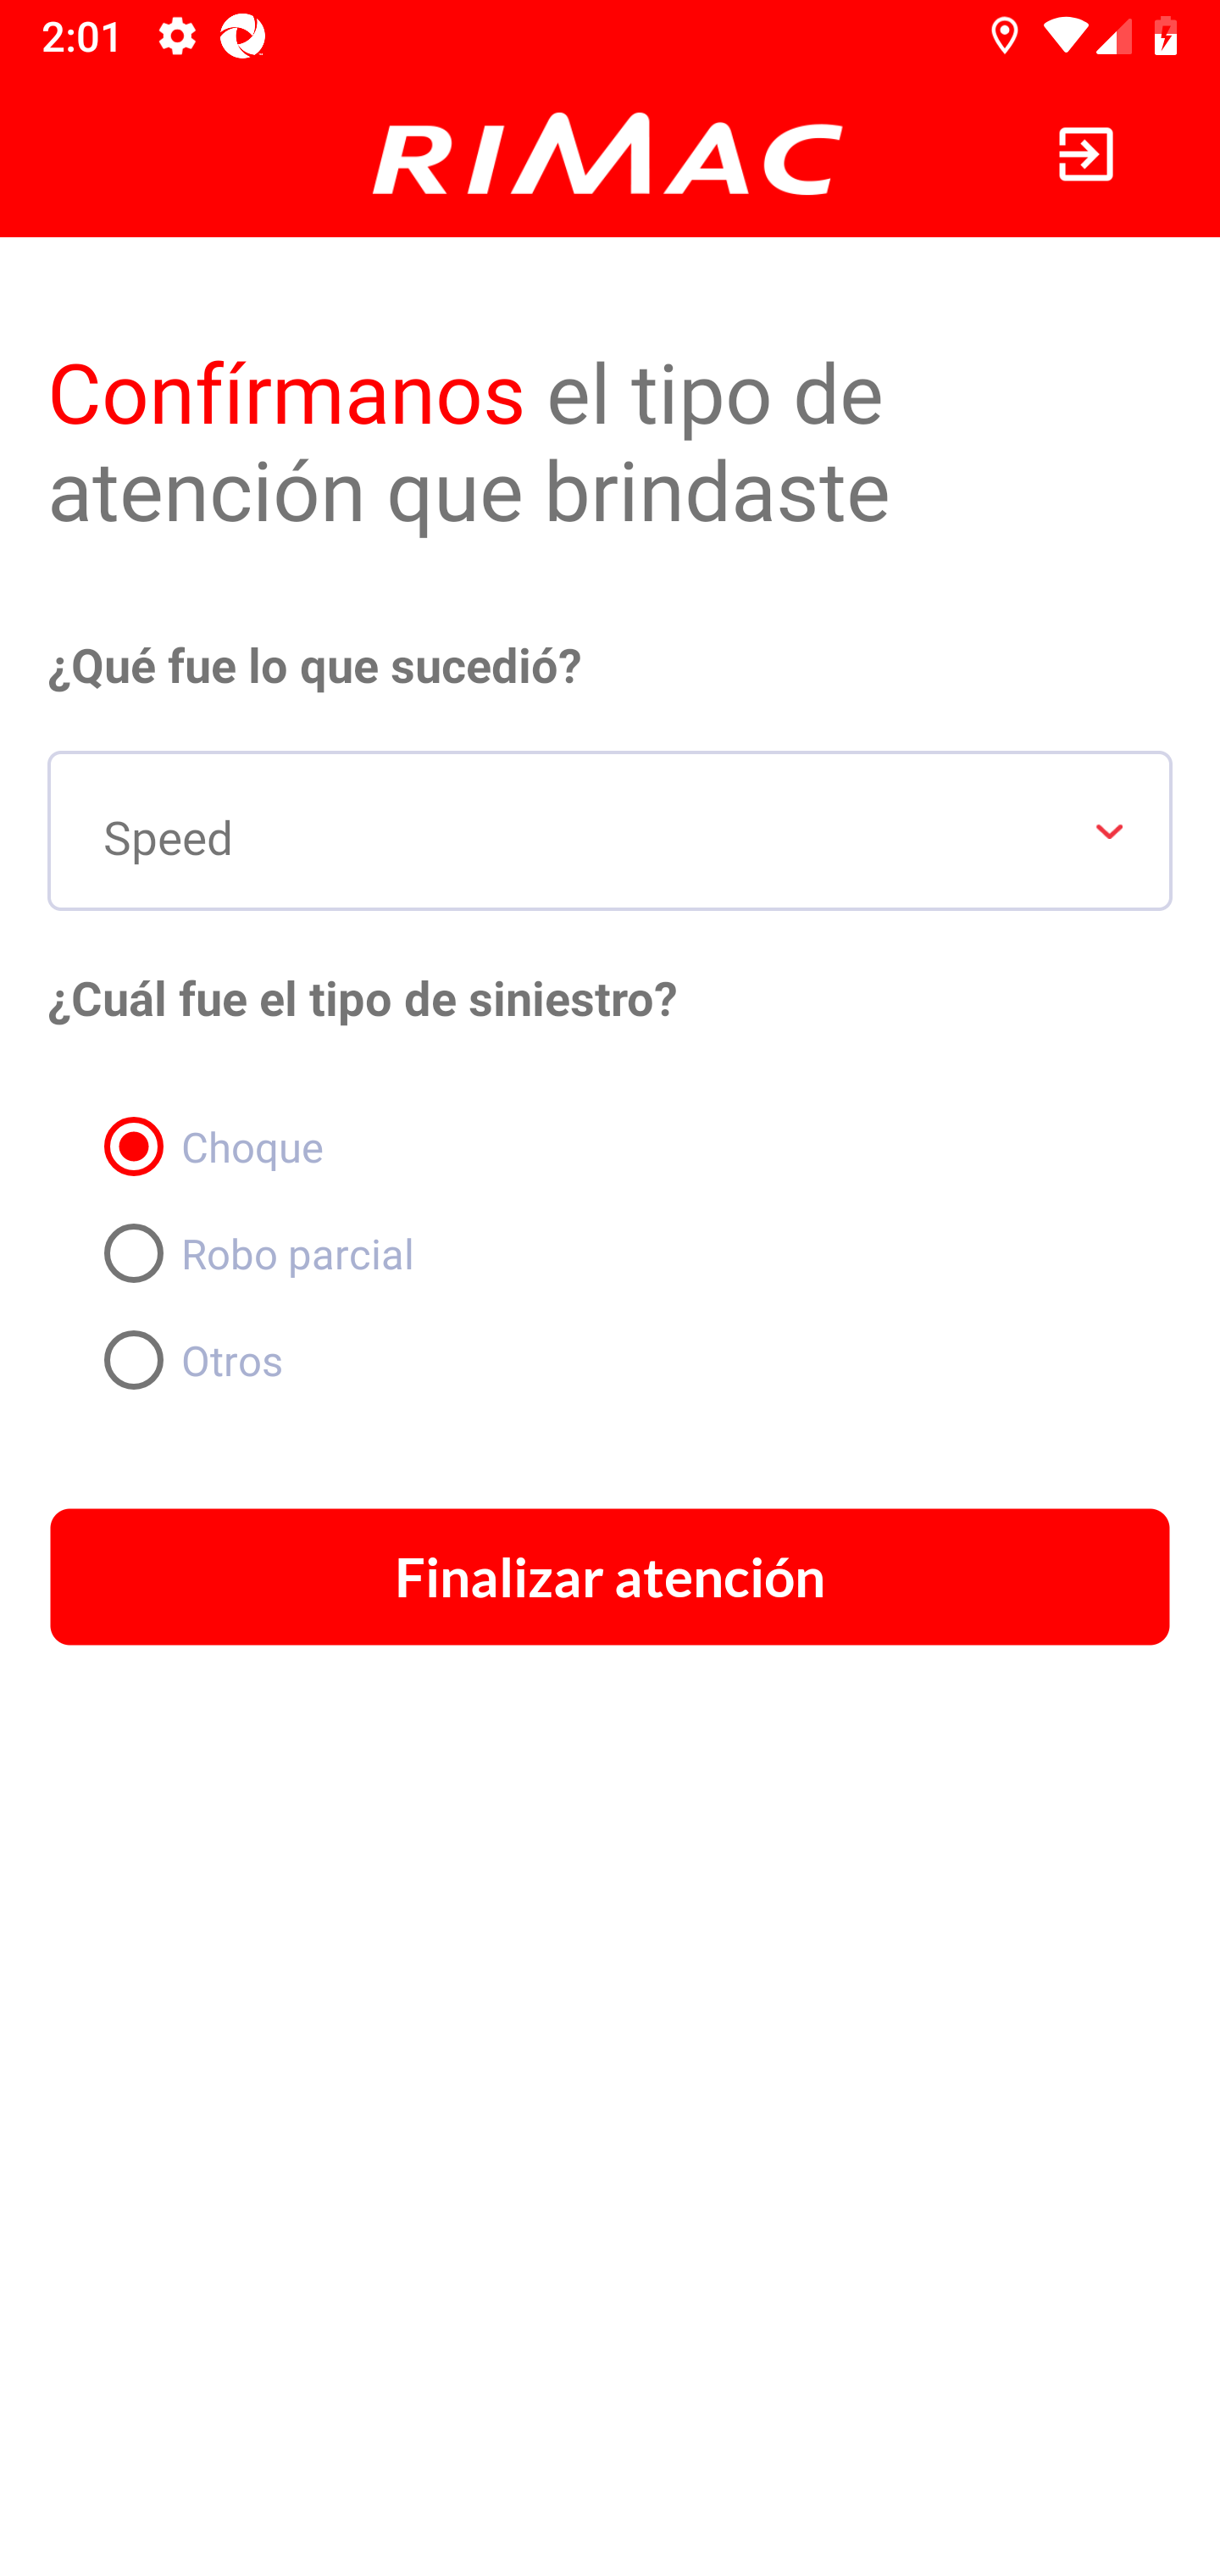 2:01
RIMAC
Confírmanos el tipo de
atención que brindaste
¿Qué fue lo que sucedió?
Speed
¿Cuál fue el tipo de siniestro?
Choque
Robo parcial
Otros
Finalizar atención